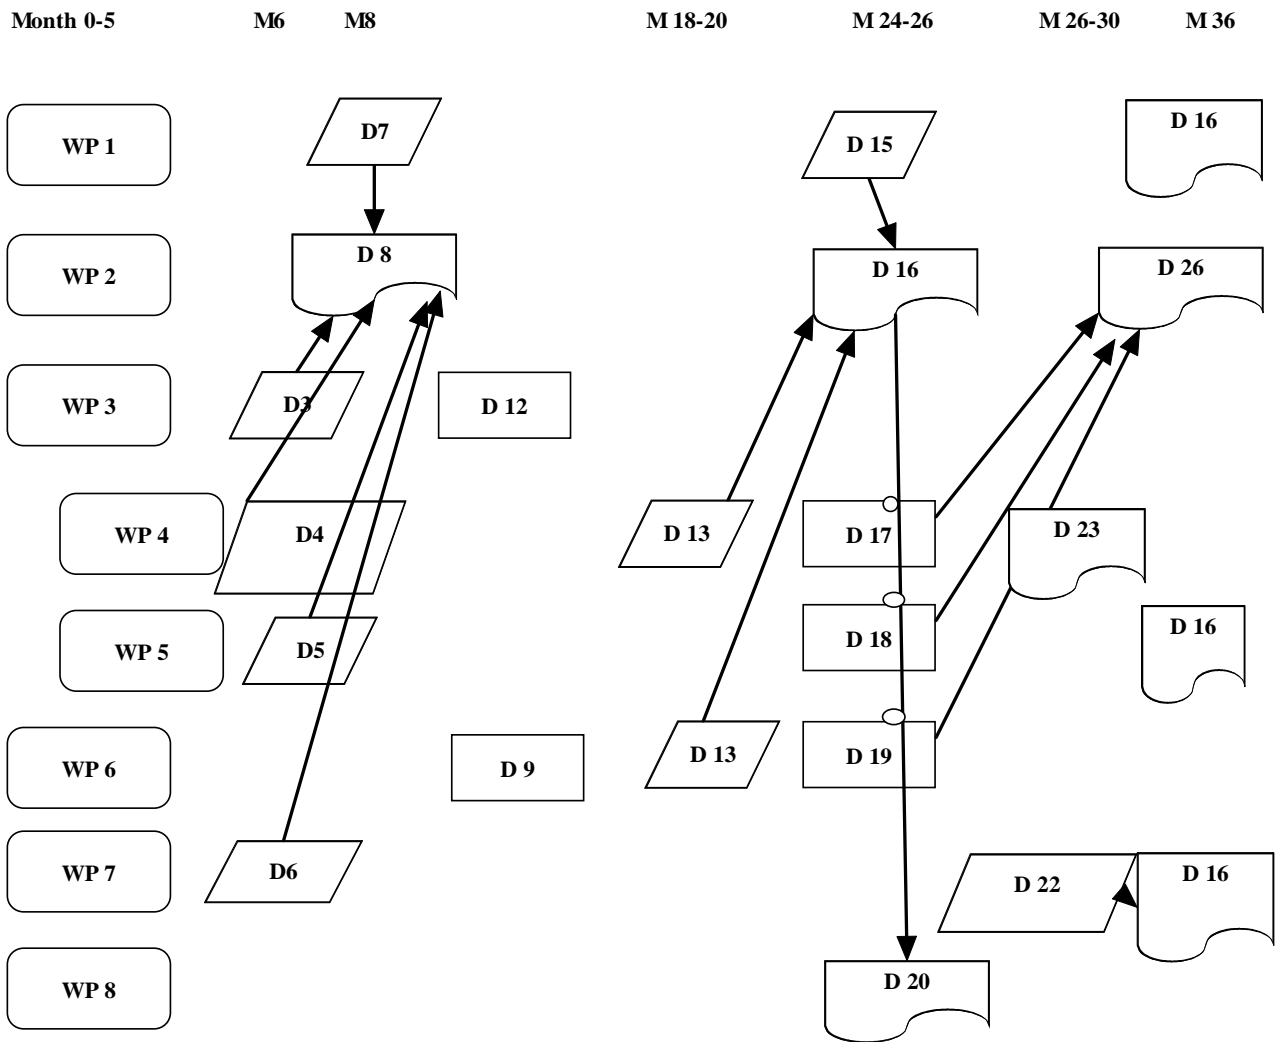 Month 0-5 M6 M8 M 18-20 M 24-26 M 26-30 M 36
WP 1 D7 D 15 D 16
WP 2 D 8 D 16 D 26
WP 3 D3 D 12
WP 4 D4 D 13 D 17 D 23
WP 5 D5 D 18 D 16
WP 6 D 9 D 13 D 19
WP 7 D6 D 22 D 16
WP 8 D 20